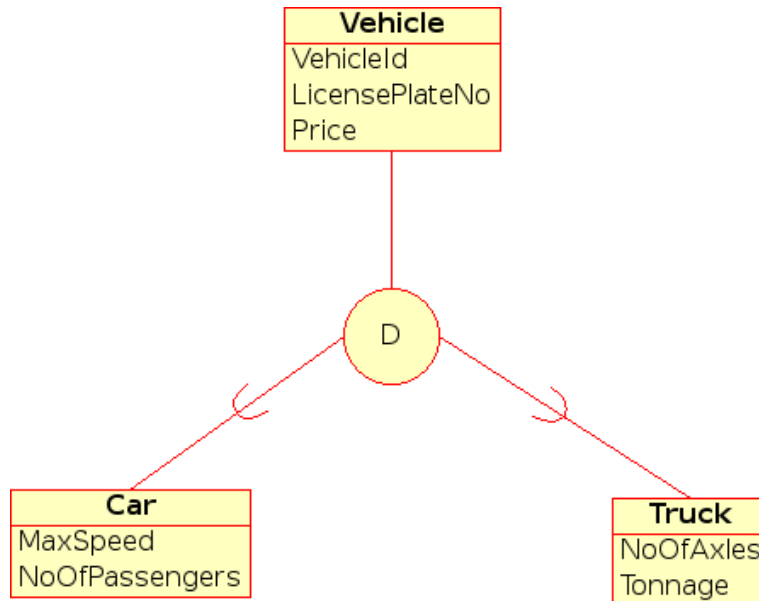 Vehicle
VehicleId
LicensePlateNo
Price
D
Car
MaxSpeed
NoOfPassengers
Truck
NoOfAxles
Tonnage